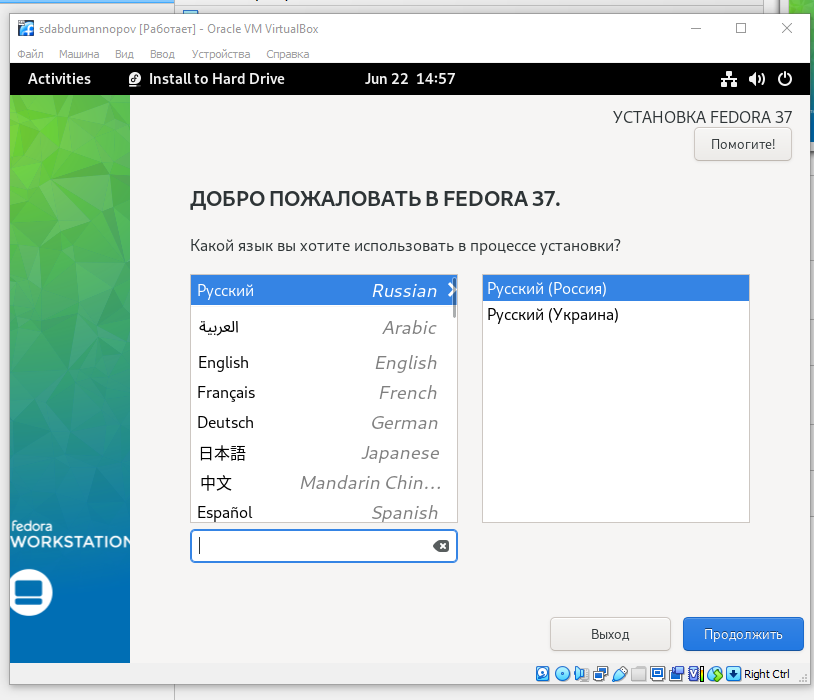 sdabdumannopov [Работает] - Oracle VM VirtualBox
Файл Машина Вид Ввод Устройства Справка
Activities Install to Hard Drive Jun 22 14:57
УСТАНОВКА FEDORA 37
Помогите!
ДОБРО ПОЖАЛОВАТЬ В FEDORA 37.
Какой язык вы хотите использовать в процессе установки?
Русский Russian
العربية Arabic
English English
Français French
Deutsch German
日本語 Japanese
中文 Mandarin Chin...
Español Spanish
Русский (Россия)
Русский (Украина)
fedora
WORKSTATION
Выход Продолжить
Right Ctrl